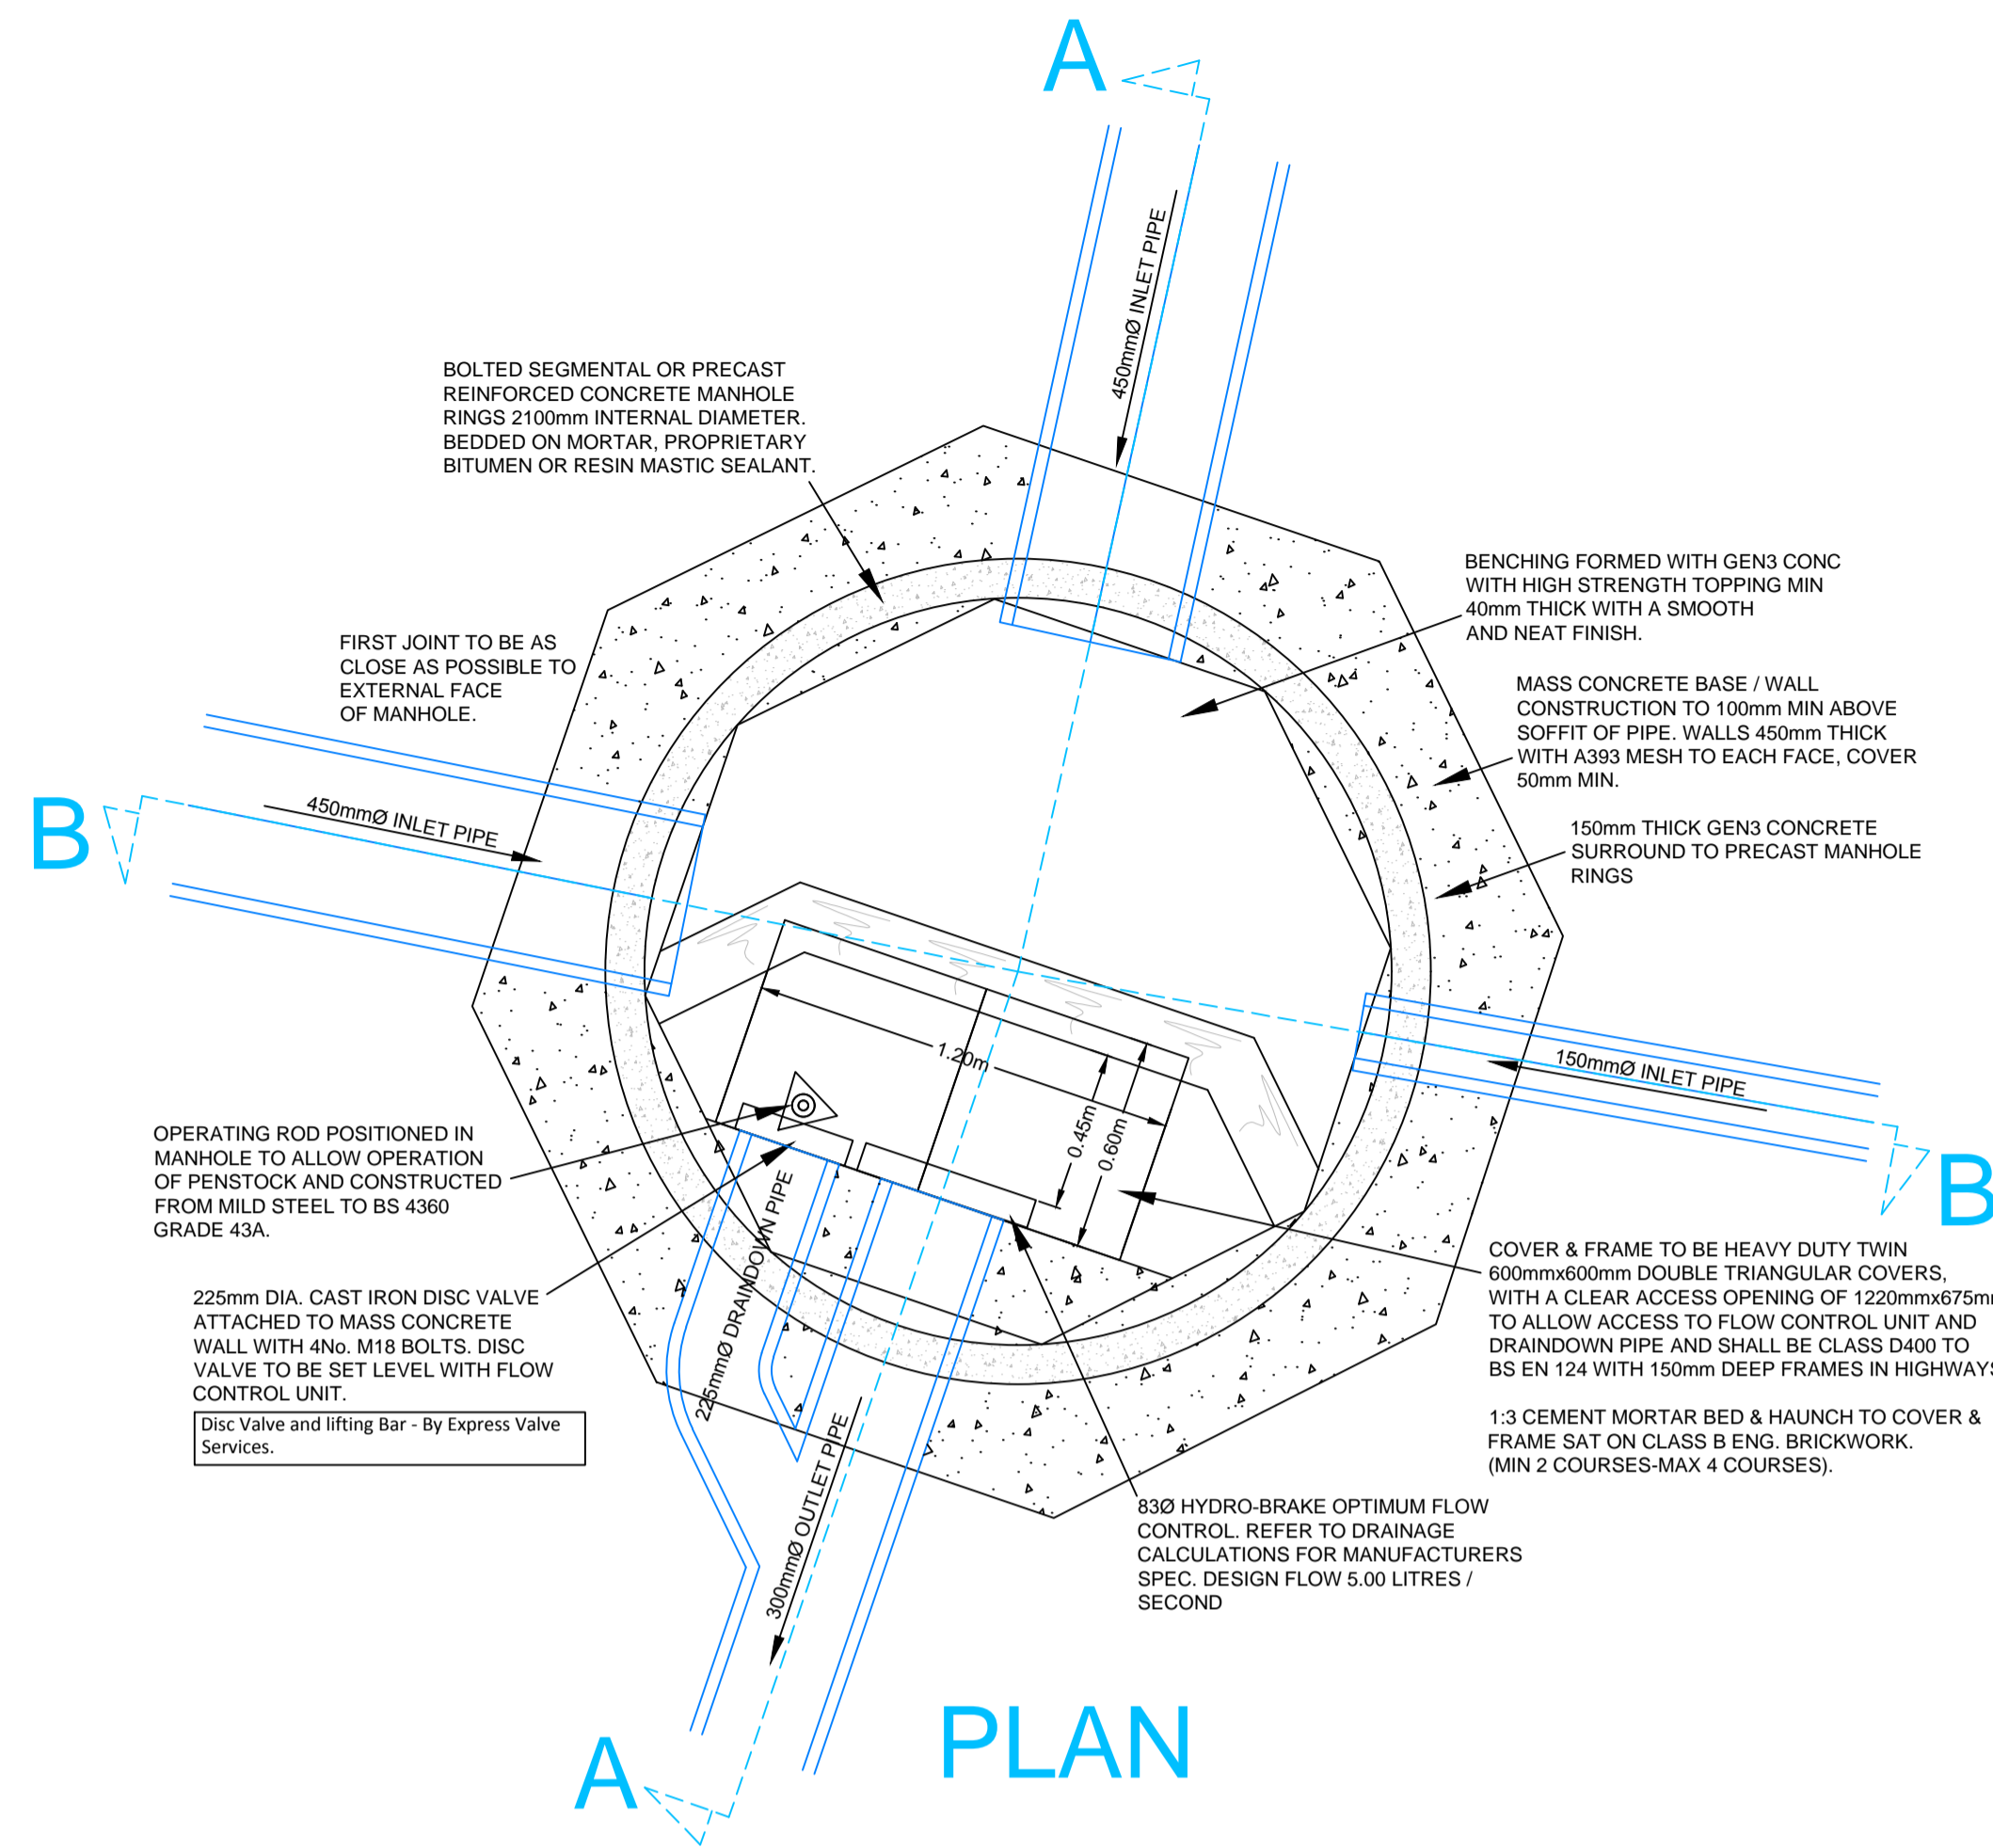 A
450mmØ INLET PIPE
BOLTED SEGMENTAL OR PRECAST
REINFORCED CONCRETE MANHOLE
RINGS 2100mm INTERNAL DIAMETER.
BEDDED ON MORTAR, PROPRIETARY
BITUMEN OR RESIN MASTIC SEALANT.
BENCHING FORMED WITH GEN3 CONC
WITH HIGH STRENGTH TOPPING MIN
40mm THICK WITH A SMOOTH
AND NEAT FINISH.
FIRST JOINT TO BE AS
CLOSE AS POSSIBLE TO
EXTERNAL FACE
OF MANHOLE.
MASS CONCRETE BASE / WALL
CONSTRUCTION TO 100mm MIN ABOVE
SOFFIT OF PIPE. WALLS 450mm THICK
WITH A393 MESH TO EACH FACE, COVER
50mm MIN.
B
450mmØ INLET PIPE
150mm THICK GEN3 CONCRETE
SURROUND TO PRECAST MANHOLE
RINGS
1.20m
0.45m
0.60m
150mmØ INLET PIPE
B
OPERATING ROD POSITIONED IN
MANHOLE TO ALLOW OPERATION
OF PENSTOCK AND CONSTRUCTED
FROM MILD STEEL TO BS 4360
GRADE 43A.
225mmØ DRAINDOWN PIPE
225mm DIA. CAST IRON DISC VALVE
ATTACHED TO MASS CONCRETE
WALL WITH 4No. M18 BOLTS. DISC
VALVE TO BE SET LEVEL WITH FLOW
CONTROL UNIT.
Disc Valve and lifting Bar - By Express Valve
Services.
COVER & FRAME TO BE HEAVY DUTY TWIN
600mmx600mm DOUBLE TRIANGULAR COVERS,
WITH A CLEAR ACCESS OPENING OF 1220mmx675m
TO ALLOW ACCESS TO FLOW CONTROL UNIT AND
DRAINDOWN PIPE AND SHALL BE CLASS D400 TO
BS EN 124 WITH 150mm DEEP FRAMES IN HIGHWAYS
1:3 CEMENT MORTAR BED & HAUNCH TO COVER &
FRAME SAT ON CLASS B ENG. BRICKWORK.
(MIN 2 COURSES-MAX 4 COURSES).
300mmØ OUTLET PIPE
83Ø HYDRO-BRAKE OPTIMUM FLOW
CONTROL. REFER TO DRAINAGE
CALCULATIONS FOR MANUFACTURERS
SPEC. DESIGN FLOW 5.00 LITRES /
SECOND
A
PLAN